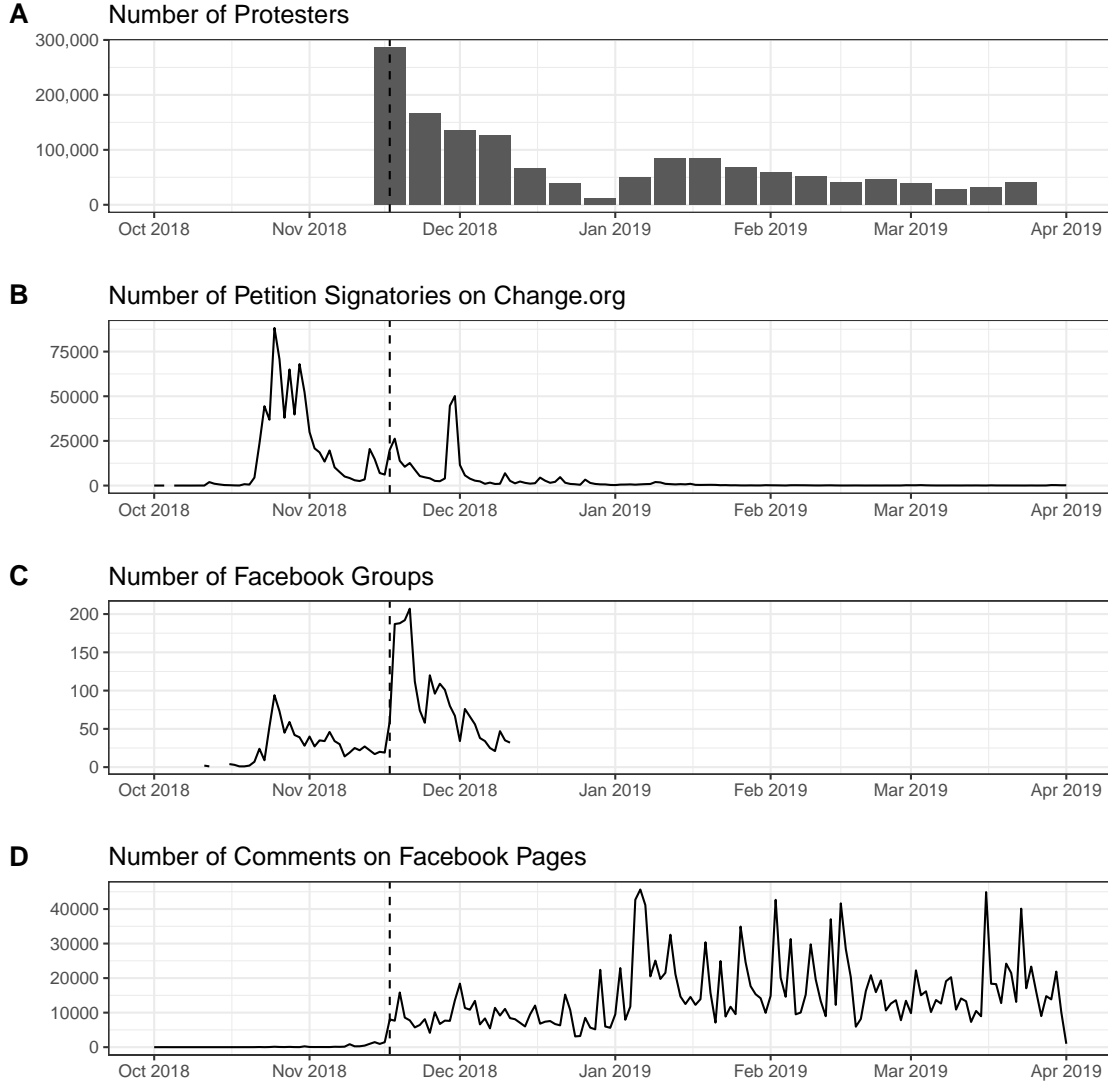 A Number of Protesters
300,000
200,000
100,000
0
Oct 2018 Nov 2018 Dec 2018 Jan 2019 Feb 2019 Mar 2019 Apr 2019
B Number of Petition Signatories on Change.org
75000
50000
25000
0
Oct 2018 Nov 2018 Dec 2018 Jan 2019 Feb 2019 Mar 2019 Apr 2019
C Number of Facebook Groups
200
150
100
50
0
Oct 2018 Nov 2018 Dec 2018 Jan 2019 Feb 2019 Mar 2019 Apr 2019
D Number of Comments on Facebook Pages
40000
30000
20000
10000
0
Oct 2018 Nov 2018 Dec 2018 Jan 2019 Feb 2019 Mar 2019 Apr 2019